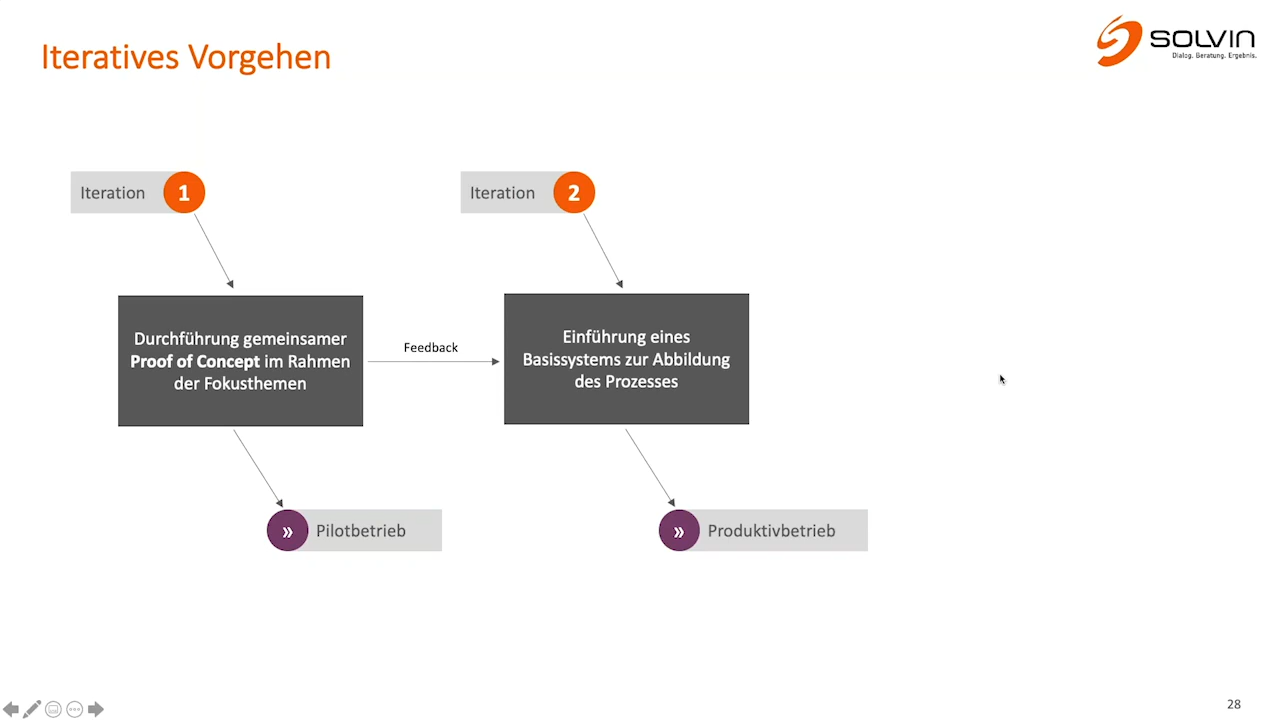 Iteratives Vorgehen
SOLVIN
Dialog. Beratung. Ergebnis.
Iteration 1
Iteration 2
Durchführung gemeinsamer
Proof of Concept im Rahmen
der Fokusthemen
Feedback
Einführung eines
Basissystems zur Abbildung
des Prozesses
» Pilotbetrieb
» Produktivbetrieb
28